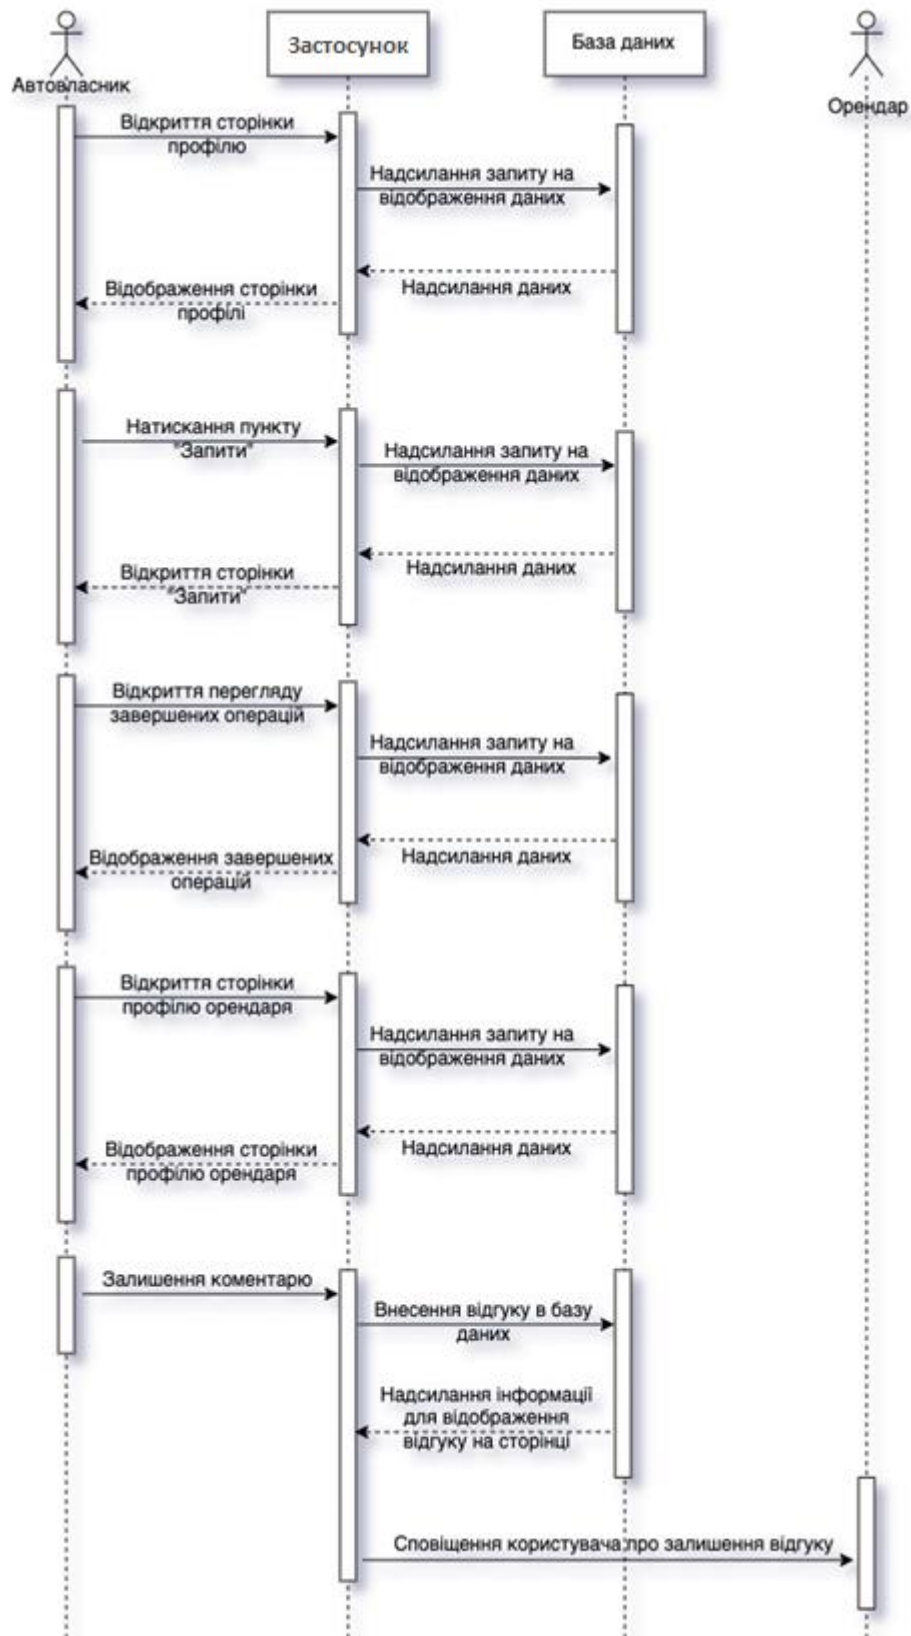 Автовласник
Застосунок
База даних
Орендар
Відкриття сторінки
профілю
Надсилання запиту на
відображення даних
Надсилання даних
Відображення сторінки
профілі
Натискання пункту
"Запити"
Надсилання запиту на
відображення даних
Надсилання даних
Відкриття сторінки
"Запити"
Відкриття перегляду
завершених операцій
Надсилання запиту на
відображення даних
Надсилання даних
Відображення завершених
операцій
Відкриття сторінки
профілю орендаря
Надсилання запиту на
відображення даних
Надсилання даних
Відображення сторінки
профілю орендаря
Залишення коментарю
Внесення відгуку в базу
даних
Надсилання інформації
для відображення
відгуку на сторінці
Сповіщення користувача про залишення відгуку